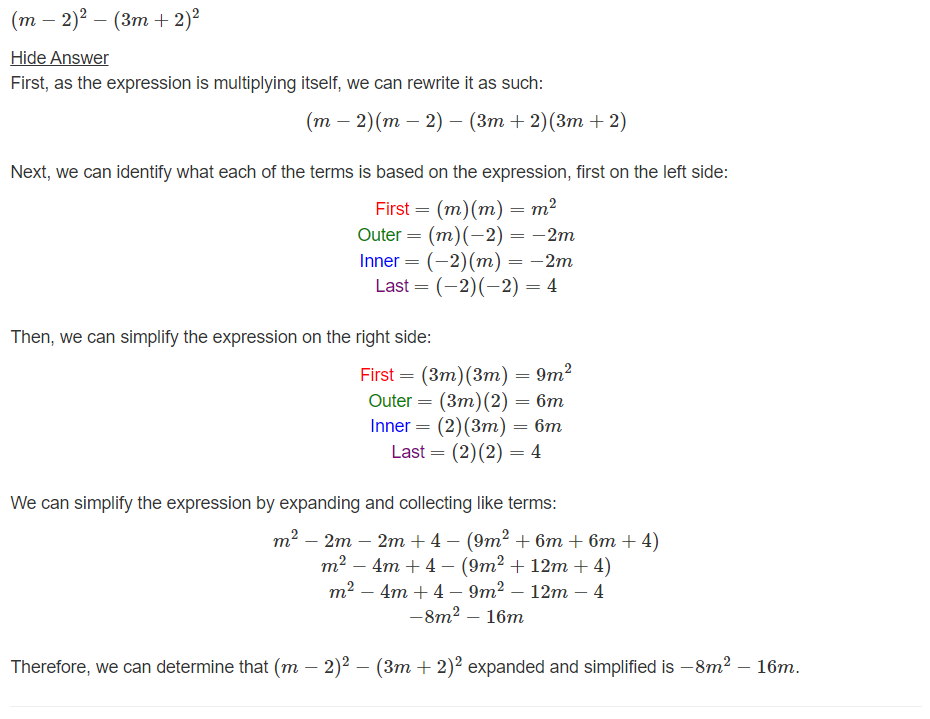 (m − 2)² − (3m + 2)²
Hide Answer
First, as the expression is multiplying itself, we can rewrite it as such:
(m − 2)(m − 2) − (3m + 2)(3m + 2)
Next, we can identify what each of the terms is based on the expression, first on the left side:
First = (m)(m) = m²
Outer = (m)(−2) = −2m
Inner = (−2)(m) = −2m
Last = (−2)(−2) = 4
Then, we can simplify the expression on the right side:
First = (3m)(3m) = 9m²
Outer = (3m)(2) = 6m
Inner = (2)(3m) = 6m
Last = (2)(2) = 4
We can simplify the expression by expanding and collecting like terms:
m² − 2m − 2m + 4 − (9m² + 6m + 6m + 4)
m² − 4m + 4 − (9m² + 12m + 4)
m² − 4m + 4 − 9m² − 12m − 4
−8m² − 16m
Therefore, we can determine that (m − 2)² − (3m + 2)² expanded and simplified is −8m² − 16m.